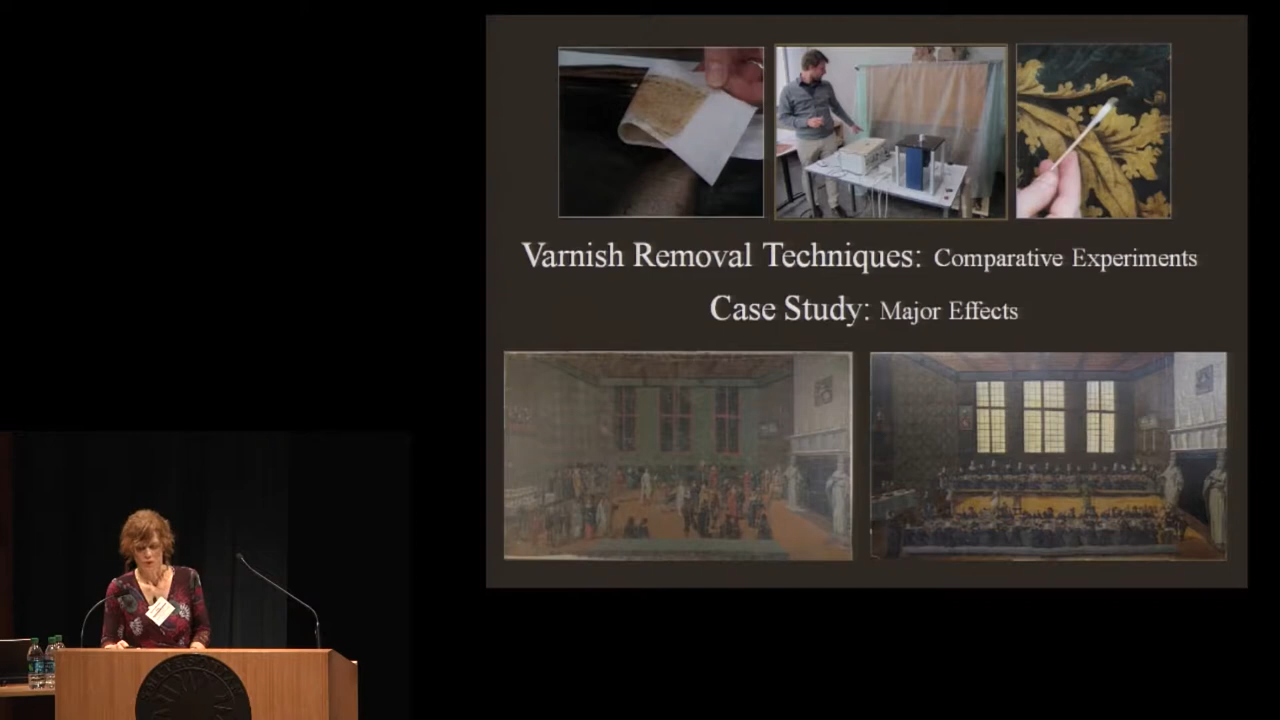 Varnish Removal Techniques: Comparative Experiments
Case Study: Major Effects